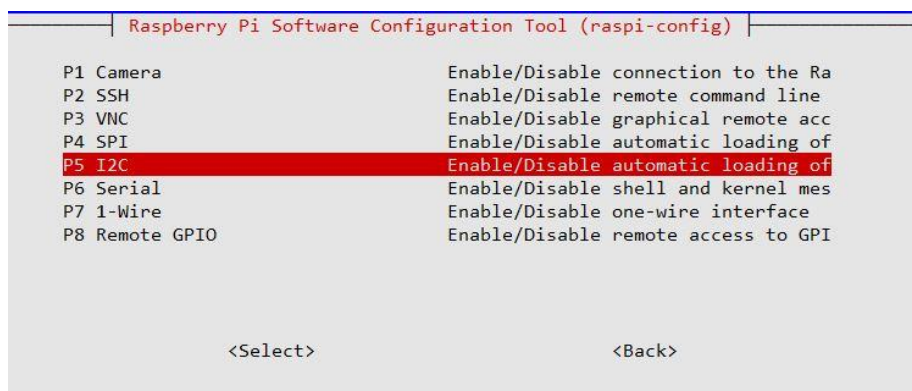 Raspberry Pi Software Configuration Tool (raspi-config)
P1 Camera Enable/Disable connection to the Ra
P2 SSH Enable/Disable remote command line
P3 VNC Enable/Disable graphical remote acc
P4 SPI Enable/Disable automatic loading of
P5 I2C Enable/Disable automatic loading of
P6 Serial Enable/Disable shell and kernel mes
P7 1-Wire Enable/Disable one-wire interface
P8 Remote GPIO Enable/Disable remote access to GPI
<Select> <Back>